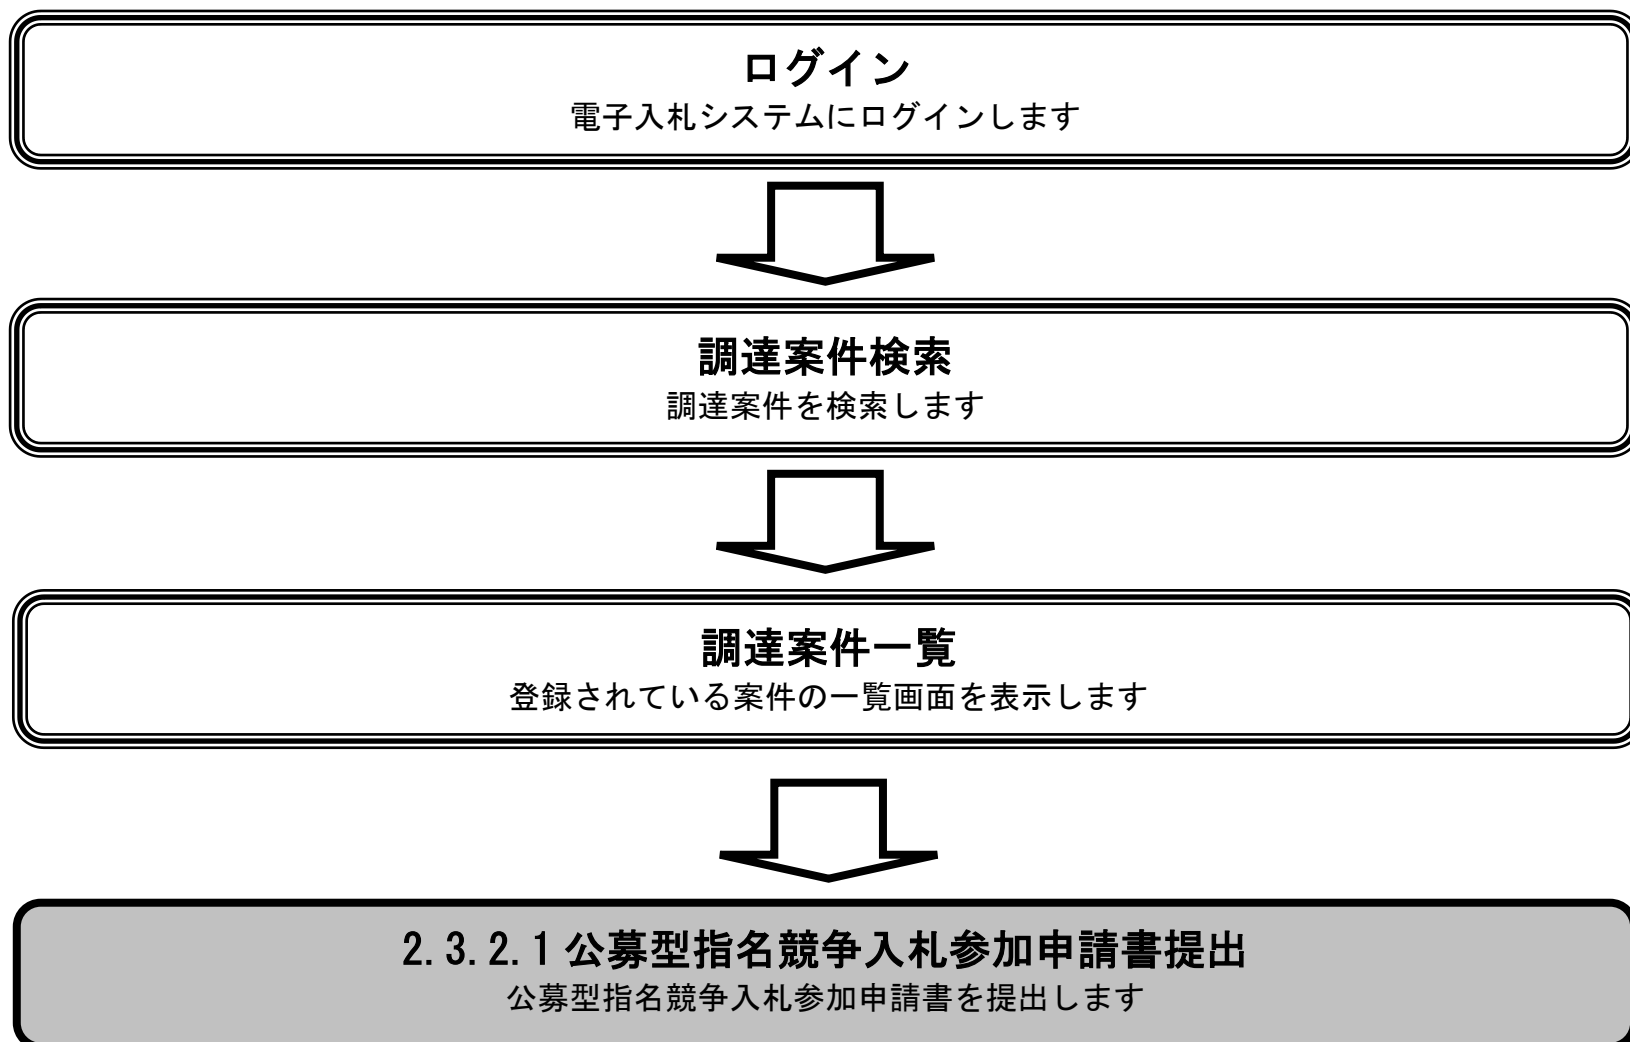 ログイン
電子入札システムにログインします
調達案件検索
調達案件を検索します
調達案件一覧
登録されている案件の一覧画面を表示します
2.3.2.1公募型指名競争入札参加申請書提出
公募型指名競争入札参加申請書を提出します